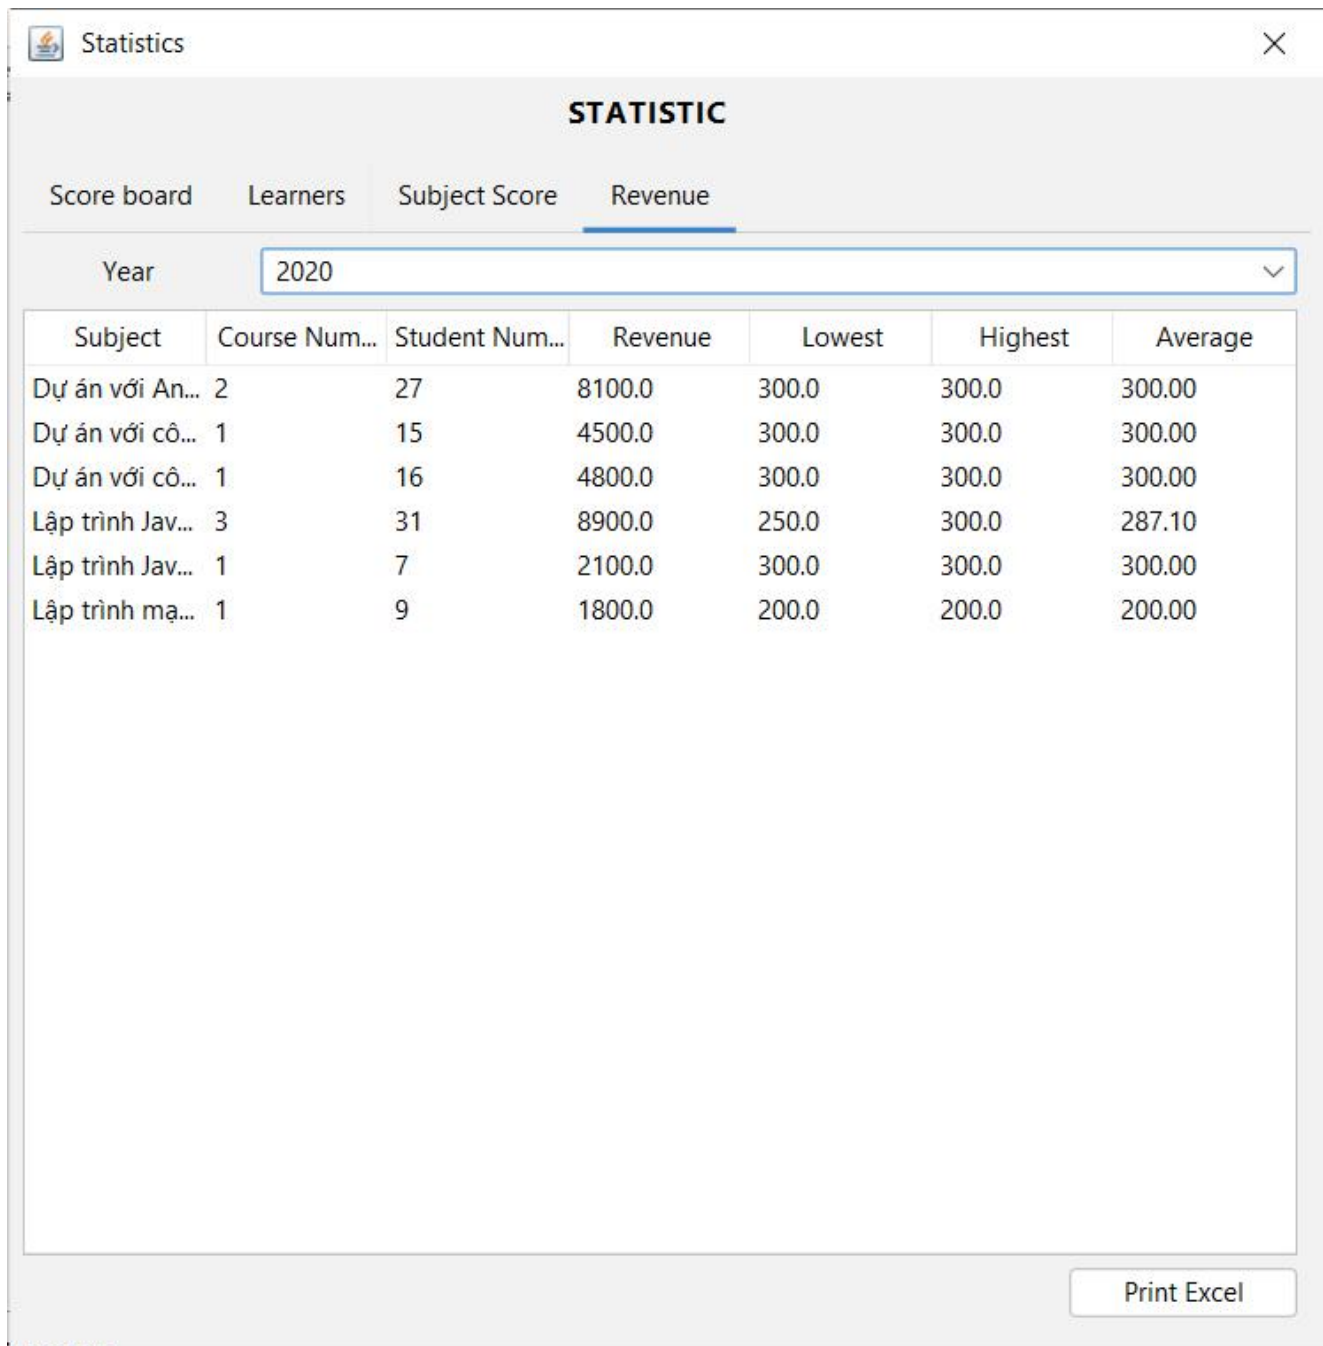 Statistics
STATISTIC
Score board Learners Subject Score Revenue
Year 2020
Subject Course Num... Student Num... Revenue Lowest Highest Average
Dự án với An... 2 27 8100.0 300.0 300.0 300.00
Dự án với cô... 1 15 4500.0 300.0 300.0 300.00
Dự án với cô... 1 16 4800.0 300.0 300.0 300.00
Lập trình Jav... 3 31 8900.0 250.0 300.0 287.10
Lập trình Jav... 1 7 2100.0 300.0 300.0 300.00
Lập trình mạ... 1 9 1800.0 200.0 200.0 200.00
Print Excel